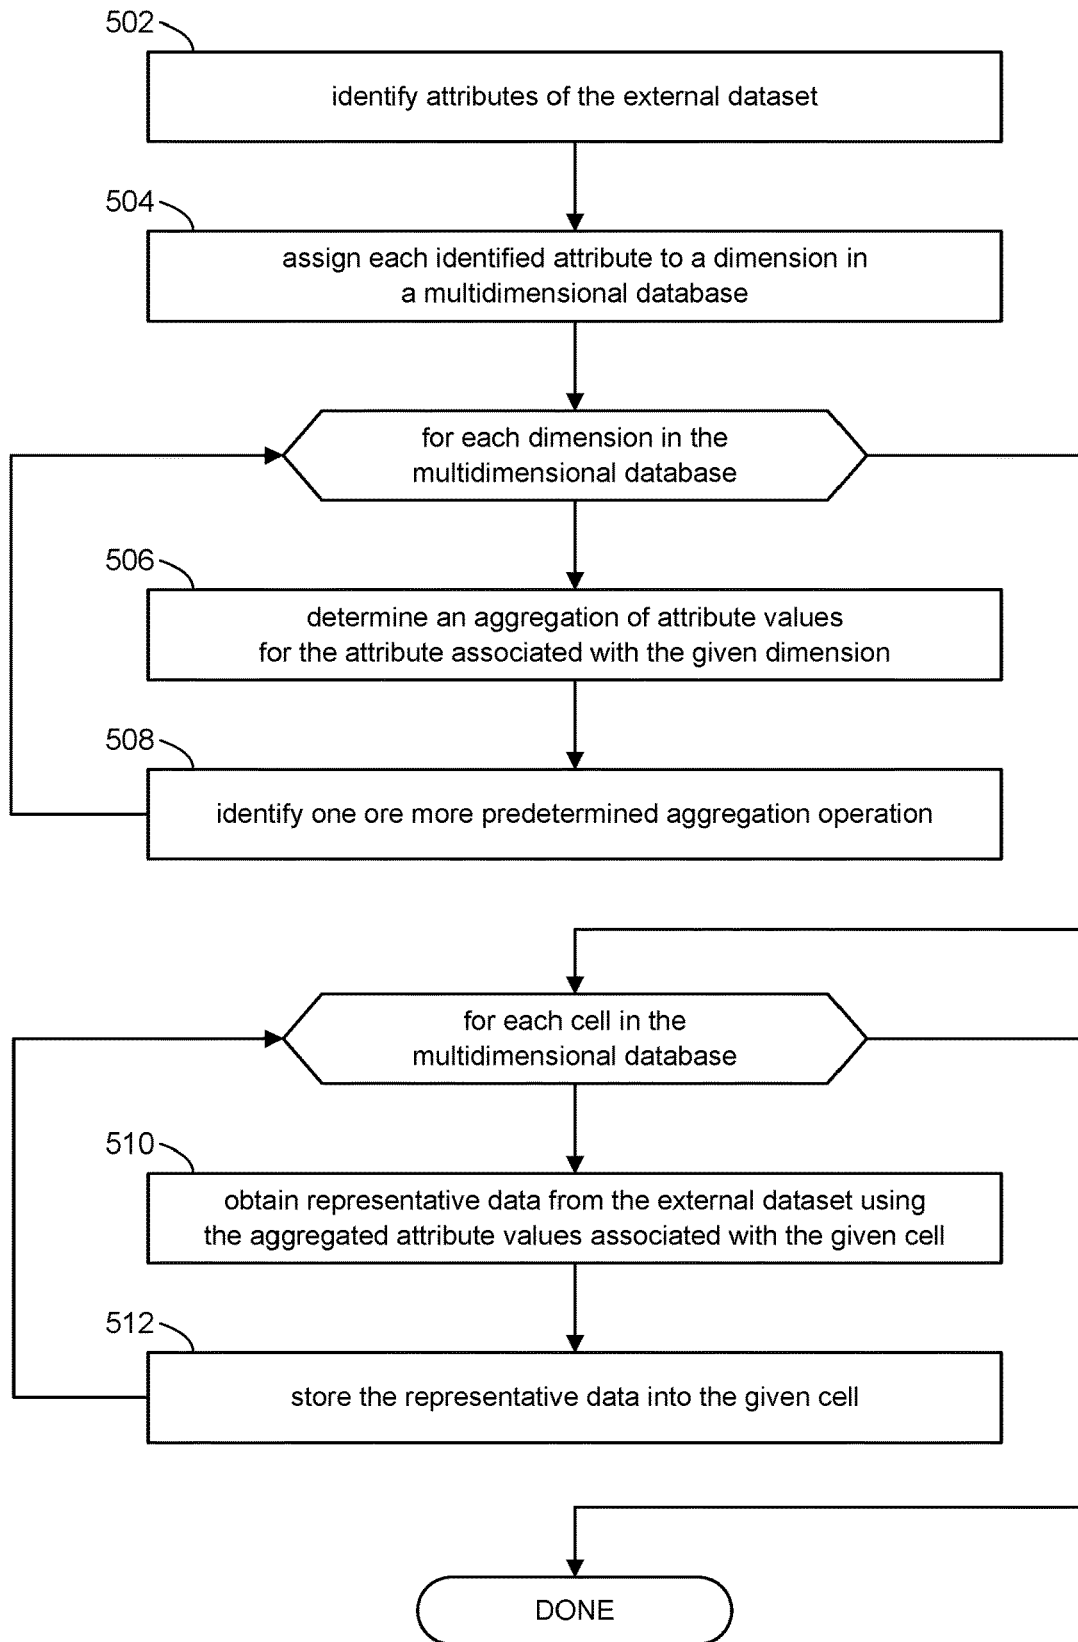 502
identify attributes of the external dataset
504
assign each identified attribute to a dimension in
a multidimensional database
for each dimension in the
multidimensional database
506
determine an aggregation of attribute values
for the attribute associated with the given dimension
508
identify one ore more predetermined aggregation operation
for each cell in the
multidimensional database
510
obtain representative data from the external dataset using
the aggregated attribute values associated with the given cell
512
store the representative data into the given cell
DONE